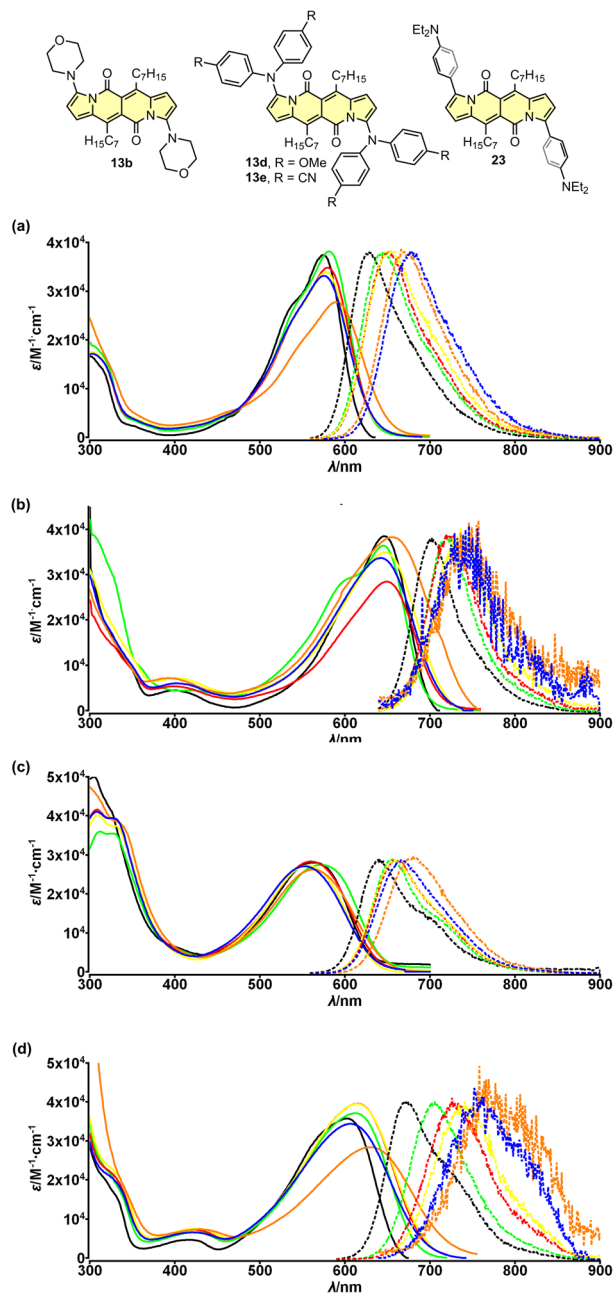 R
R
O
N
C7H15
O
N
N
O
H15C7
N
O
13b
N
C7H15
O
N
N
O
H15C7
N
R
R
13d, R = OMe
13e, R = CN
Et2N
C7H15
O
N
N
H15C7
O
NEt2
23
(a)
4x10⁴
3x10⁴
2x10⁴
10⁴
0
300 400 500 600 700 800 900
ε/M⁻¹·cm⁻¹
λ/nm
(b)
4x10⁴
3x10⁴
2x10⁴
10⁴
0
300 400 500 600 700 800 900
ε/M⁻¹·cm⁻¹
λ/nm
(c)
5x10⁴
4x10⁴
3x10⁴
2x10⁴
10⁴
0
300 400 500 600 700 800 900
ε/M⁻¹·cm⁻¹
λ/nm
(d)
5x10⁴
4x10⁴
3x10⁴
2x10⁴
10⁴
0
300 400 500 600 700 800 900
ε/M⁻¹·cm⁻¹
λ/nm